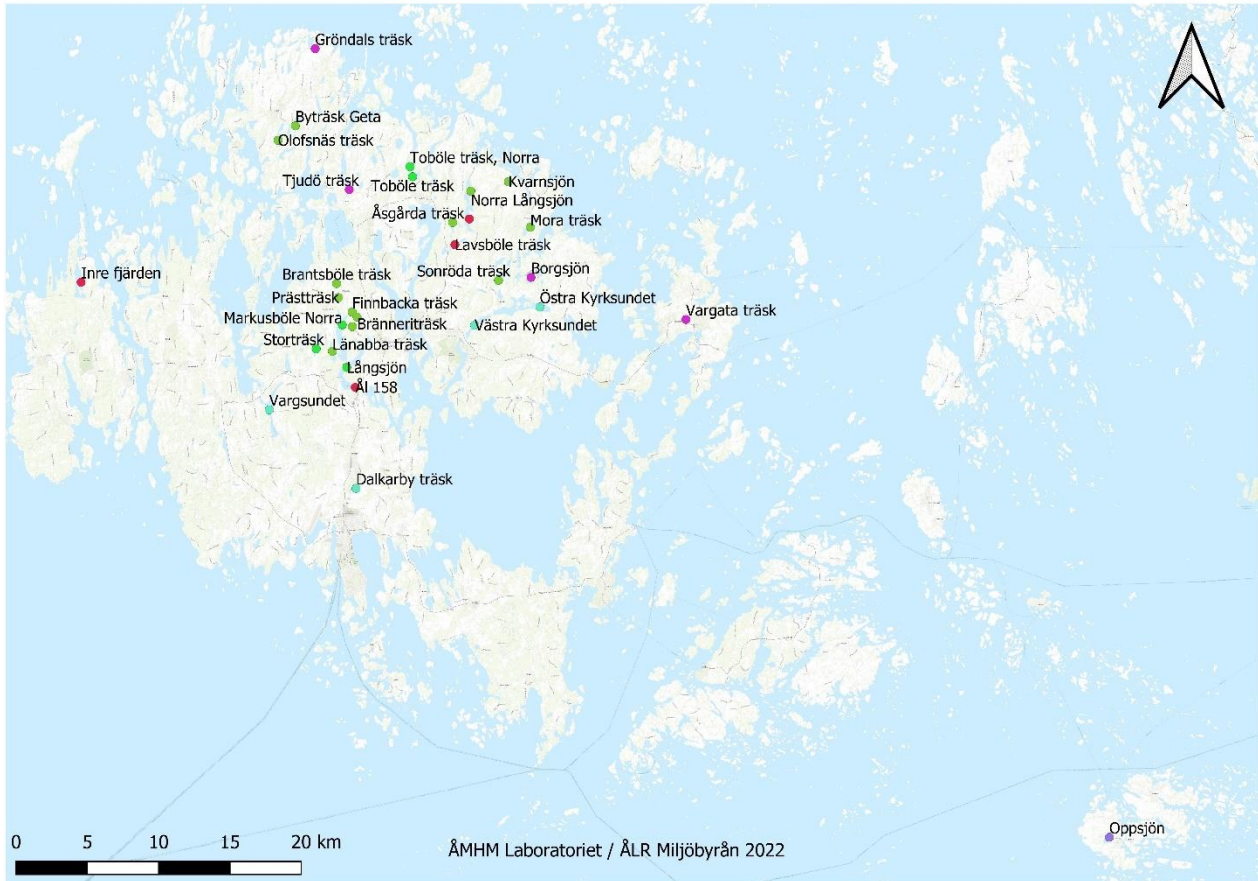 Gröndals träsk
Byträsk Geta
Olofsnäs träsk
Toböle träsk, Norra
Tjudö träsk
Toböle träsk
Kvarnsjön
Norra Långsjön
Åsgårda träsk
Mora träsk
Lavsböle träsk
Inre fjärden
Brantsböle träsk
Sonröda träsk
Borgsjön
Prästträsk
Finnbacka träsk
Östra Kyrksundet
Vargata träsk
Markusböle Norra
Bränneriträsk
Västra Kyrksundet
Storträsk
Länabba träsk
Långsjön
Ål 158
Vargsundet
Dalkarby träsk
Oppsjön
0 5 10 15 20 km
ÅMHM Laboratoriet / ÅLR Miljöbyrån 2022